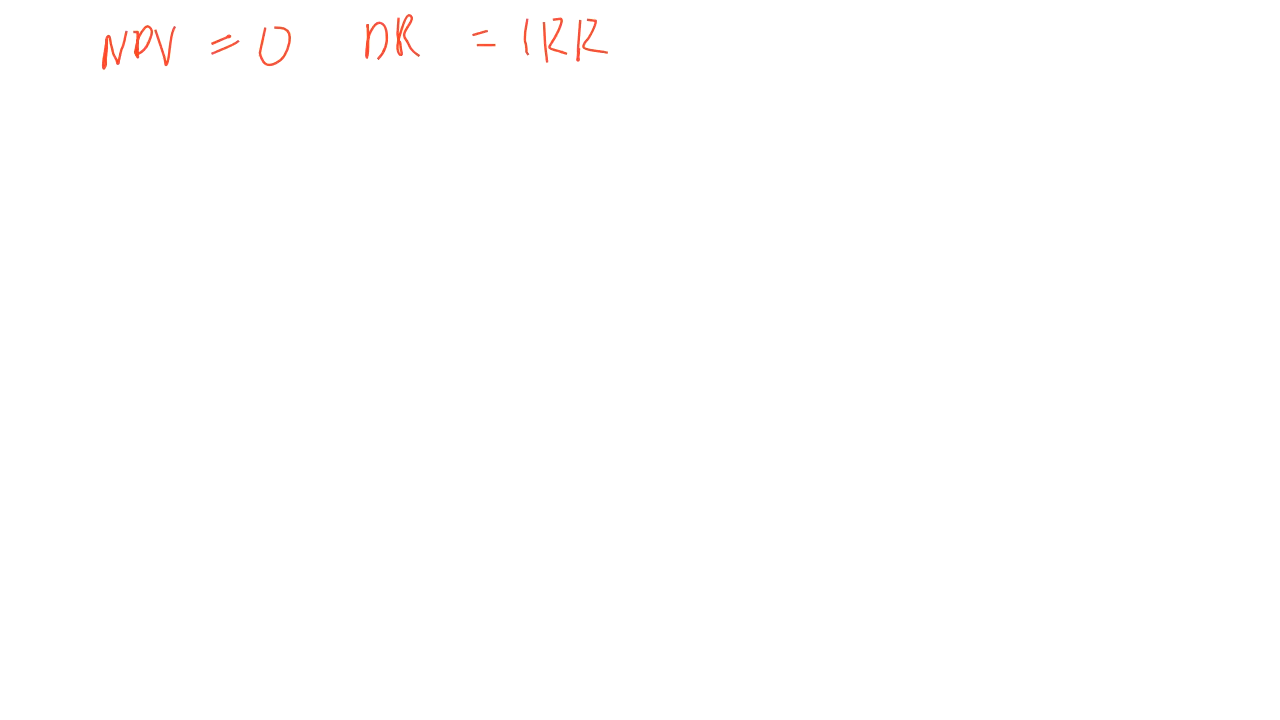 NPV = 0 DR = IRR